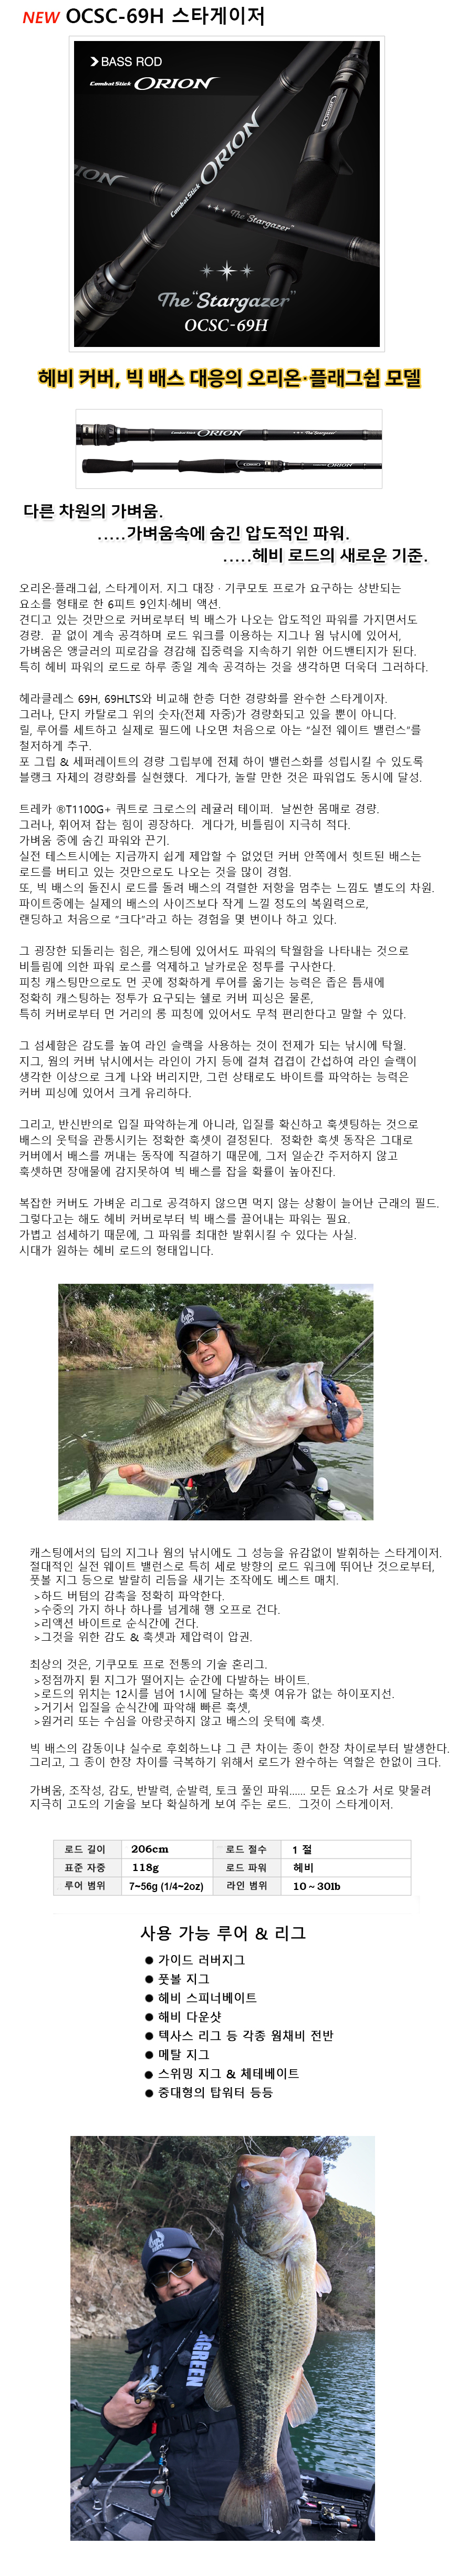 NEW OCSC-69H 스타게이저
BASS ROD
Combat Stick ORION
ORION
Combat Stick ORION
The "Stargazer"
The "Stargazer"
OCSC-69H
헤비 커버, 빅 배스 대응의 오리온·플래그쉽 모델
Combat Stick ORION The "Stargazer"
다른 차원의 가벼움.
.....가벼움속에 숨긴 압도적인 파워.
.....헤비 로드의 새로운 기준.
오리온·플래그쉽, 스타게이저. 지그 대장 · 기쿠모토 프로가 요구하는 상반되는
요소를 형태로 한 6피트 9인치·헤비 액션.
견디고 있는 것만으로 커버로부터 빅 배스가 나오는 압도적인 파워를 가지면서도
경량. 끝 없이 계속 공격하며 로드 워크를 이용하는 지그나 웜 낚시에 있어서,
가벼움은 앵글러의 피로감을 경감해 집중력을 지속하기 위한 어드밴티지가 된다.
특히 헤비 파워의 로드로 하루 종일 계속 공격하는 것을 생각하면 더욱더 그러하다.
헤라클레스 69H, 69HLTS와 비교해 한층 더한 경량화를 완수한 스타게이자.
그러나, 단지 카탈로그 위의 숫자(전체 자중)가 경량화되고 있을 뿐이 아니다.
릴, 루어를 세트하고 실제로 필드에 나오면 처음으로 아는 “실전 웨이트 밸런스”를
철저하게 추구.
포 그립 & 세퍼레이트의 경량 그립부에 전체 하이 밸런스화를 성립시킬 수 있도록
블랭크 자체의 경량화를 실현했다. 게다가, 놀랄 만한 것은 파워업도 동시에 달성.
트레카 ®T1100G+ 쿼트로 크로스의 레귤러 테이퍼. 날씬한 몸매로 경량.
그러나, 휘어져 잡는 힘이 굉장하다. 게다가, 비틀림이 지극히 적다.
가벼움 중에 숨긴 파워와 끈기.
실전 테스트시에는 지금까지 쉽게 제압할 수 없었던 커버 안쪽에서 힛트된 배스는
로드를 버티고 있는 것만으로도 나오는 것을 많이 경험.
또, 빅 배스의 돌진시 로드를 돌려 배스의 격렬한 저항을 멈추는 느낌도 별도의 차원.
파이트중에는 실제의 배스의 사이즈보다 작게 느낄 정도의 복원력으로,
랜딩하고 처음으로 “크다”라고 하는 경험을 몇 번이나 하고 있다.
그 굉장한 되돌리는 힘은, 캐스팅에 있어서도 파워의 탁월함을 나타내는 것으로
비틀림에 의한 파워 로스를 억제하고 날카로운 정투를 구사한다.
피칭 캐스팅만으로도 먼 곳에 정확하게 루어를 옮기는 능력은 좁은 틈새에
정확히 캐스팅하는 정투가 요구되는 쉘로 커버 피싱은 물론,
특히 커버로부터 먼 거리의 롱 피칭에 있어서도 무척 편리한다고 말할 수 있다.
그 섬세함은 감도를 높여 라인 슬랙을 사용하는 것이 전제가 되는 낚시에 탁월.
지그, 웜의 커버 낚시에서는 라인이 가지 등에 걸쳐 겹겹이 간섭하여 라인 슬랙이
생각한 이상으로 크게 나와 버리지만, 그런 상태로도 바이트를 파악하는 능력은
커버 피싱에 있어서 크게 유리하다.
그리고, 반신반의로 입질 파악하는게 아니라, 입질를 확신하고 훅셋팅하는 것으로
배스의 웃턱을 관통시키는 정확한 훅셋이 결정된다. 정확한 훅셋 동작은 그대로
커버에서 배스를 꺼내는 동작에 직결하기 때문에, 그저 일순간 주저하지 않고
훅셋하면 장애물에 감지못하여 빅 배스를 잡을 확률이 높아진다.
복잡한 커버도 가벼운 리그로 공격하지 않으면 먹지 않는 상황이 늘어난 근래의 필드.
그렇다고는 해도 헤비 커버로부터 빅 배스를 끌어내는 파워는 필요.
가볍고 섬세하기 때문에, 그 파워를 최대한 발휘시킬 수 있다는 사실.
시대가 원하는 헤비 로드의 형태입니다.
캐스팅에서의 딥의 지그나 웜의 낚시에도 그 성능을 유감없이 발휘하는 스타게이저.
절대적인 실전 웨이트 밸런스로 특히 세로 방향의 로드 워크에 뛰어난 것으로부터,
풋볼 지그 등으로 발랄히 리듬을 새기는 조작에도 베스트 매치.
>하드 버텀의 감촉을 정확히 파악한다.
>수중의 가지 하나 하나를 넘게해 행 오프로 건다.
>리액션 바이트로 순식간에 건다.
>그것을 위한 감도 & 훅셋과 제압력이 압권.
최상의 것은, 기쿠모토 프로 전통의 기술 혼리그.
>정점까지 튄 지그가 떨어지는 순간에 다발하는 바이트.
>로드의 위치는 12시를 넘어 1시에 달하는 훅셋 여유가 없는 하이포지션.
>거기서 입질을 순식간에 파악해 빠른 훅셋,
>원거리 또는 수심을 아랑곳하지 않고 배스의 웃턱에 훅셋.
빅 배스의 감동이냐 실수로 후회하느냐 그 큰 차이는 종이 한장 차이로부터 발생한다.
그리고, 그 종이 한장 차이를 극복하기 위해서 로드가 완수하는 역할은 한없이 크다.
가벼움, 조작성, 감도, 반발력, 순발력, 토크 풀인 파워...... 모든 요소가 서로 맞물려
지극히 고도의 기술을 보다 확실하게 보여 주는 로드. 그것이 스타게이저.
로드 길이 206cm 로드 절수 1 절
표준 자중 118g 로드 파워 헤비
루어 범위 7~56g (1/4~2oz) 라인 범위 10~30lb
사용 가능 루어 & 리그
● 가이드 러버지그
● 풋볼 지그
● 헤비 스피너베이트
● 해비 다운샷
● 텍사스 리그 등 각종 웜채비 전반
● 메탈 지그
● 스위밍 지그 & 체테베이트
● 중대형의 탑워터 등등